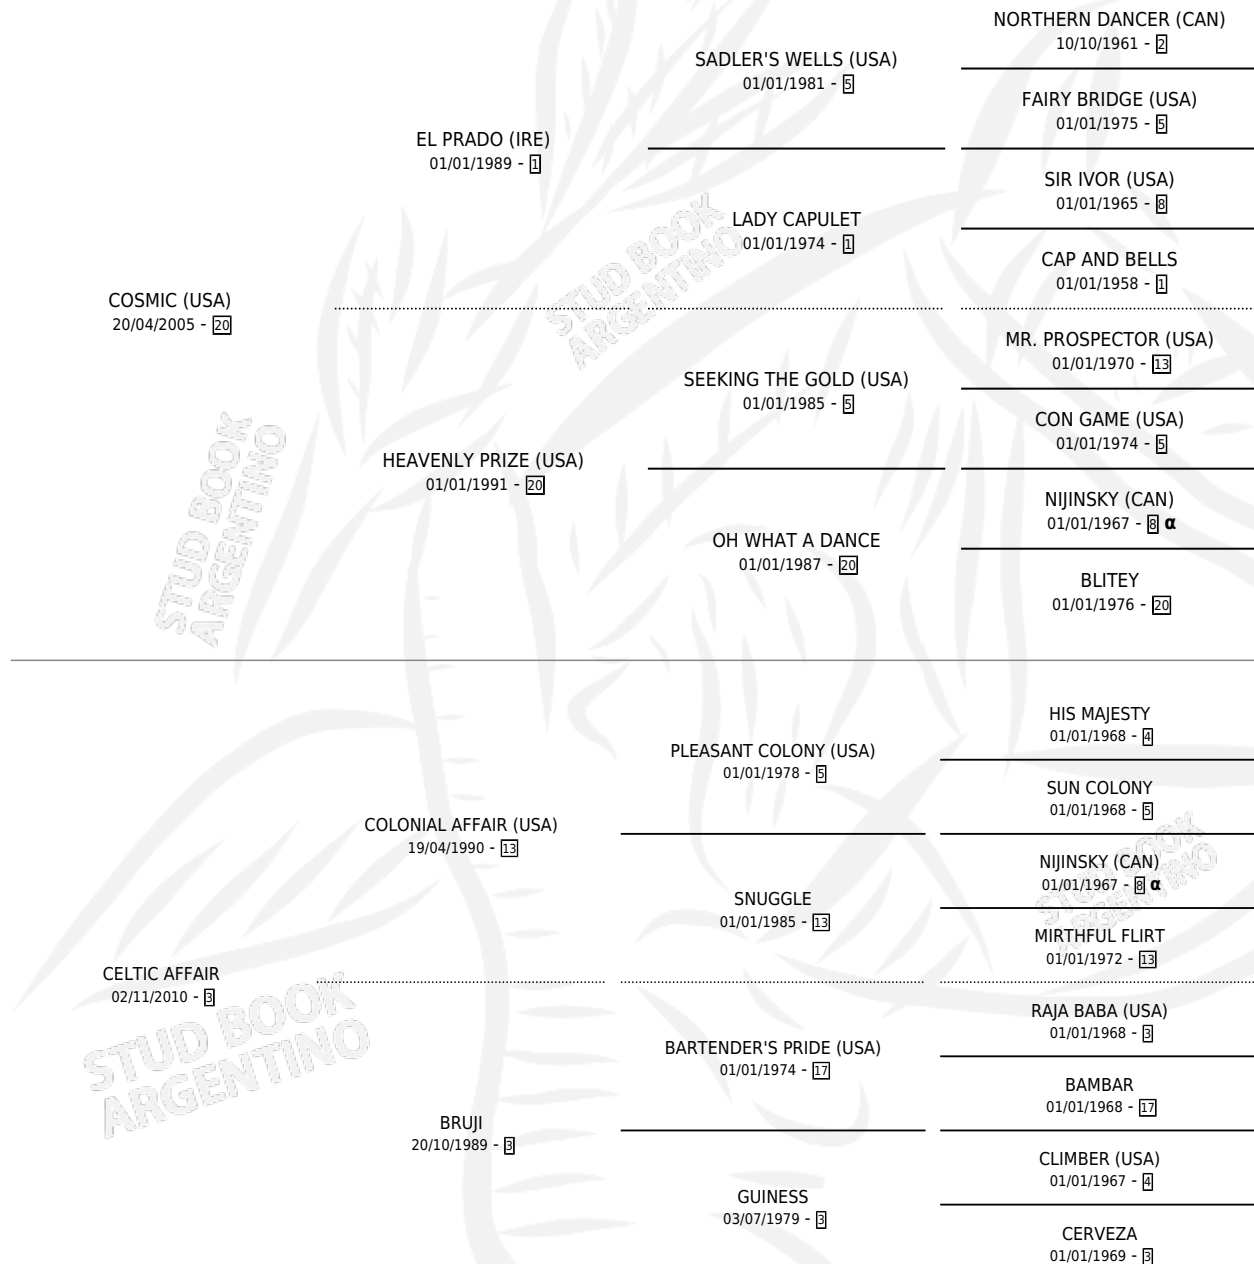 NORTHERN DANCER (CAN)
10/10/1961 - 2
SADLER'S WELLS (USA)
01/01/1981 - 5
FAIRY BRIDGE (USA)
01/01/1975 - 5
EL PRADO (IRE)
01/01/1989 - 1
SIR IVOR (USA)
01/01/1965 - 8
LADY CAPULET
01/01/1974 - 1
CAP AND BELLS
01/01/1958 - 1
COSMIC (USA)
20/04/2005 - 20
MR. PROSPECTOR (USA)
01/01/1970 - 13
SEEKING THE GOLD (USA)
01/01/1985 - 5
CON GAME (USA)
01/01/1974 - 5
HEAVENLY PRIZE (USA)
01/01/1991 - 20
NIJINSKY (CAN)
01/01/1967 - 8 α
OH WHAT A DANCE
01/01/1987 - 20
BLITEY
01/01/1976 - 20
HIS MAJESTY
01/01/1968 - 4
PLEASANT COLONY (USA)
01/01/1978 - 5
SUN COLONY
01/01/1968 - 5
COLONIAL AFFAIR (USA)
19/04/1990 - 13
NIJINSKY (CAN)
01/01/1967 - 8 α
SNUGGLE
01/01/1985 - 13
MIRTHFUL FLIRT
01/01/1972 - 13
CELTIC AFFAIR
02/11/2010 - 3
RAJA BABA (USA)
01/01/1968 - 3
BARTENDER'S PRIDE (USA)
01/01/1974 - 17
BAMBAR
01/01/1968 - 17
BRUJI
20/10/1989 - 3
CLIMBER (USA)
01/01/1967 - 4
GUINESS
03/07/1979 - 3
CERVEZA
01/01/1969 - 3
STUD BOOK
ARGENTINO
STUD BOOK
ARGENTINO
STUD BOOK
ARGENTINO
STUD BOOK
ARGENTINO